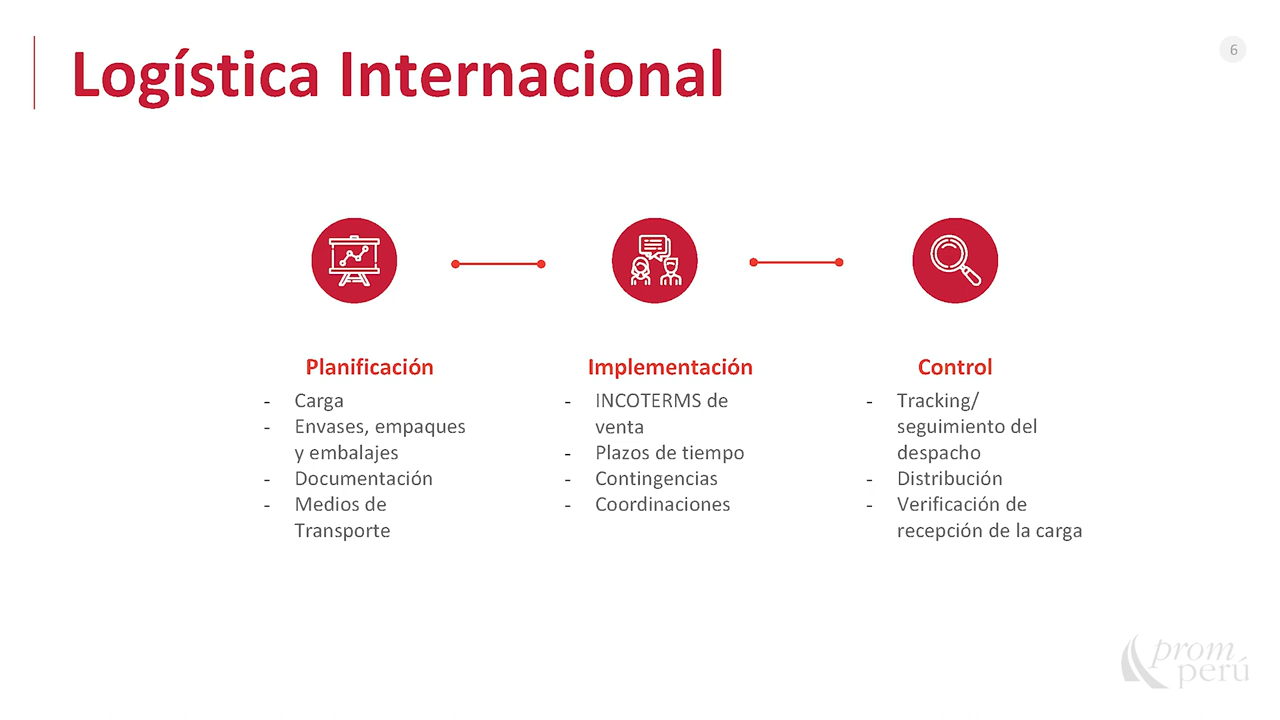 Logística Internacional
6
Planificación
- Carga
- Envases, empaques
y embalajes
- Documentación
- Medios de
Transporte
Implementación
- INCOTERMS de
venta
- Plazos de tiempo
- Contingencias
- Coordinaciones
Control
- Tracking/
seguimiento del
despacho
- Distribución
- Verificación de
recepción de la carga
prom
perú